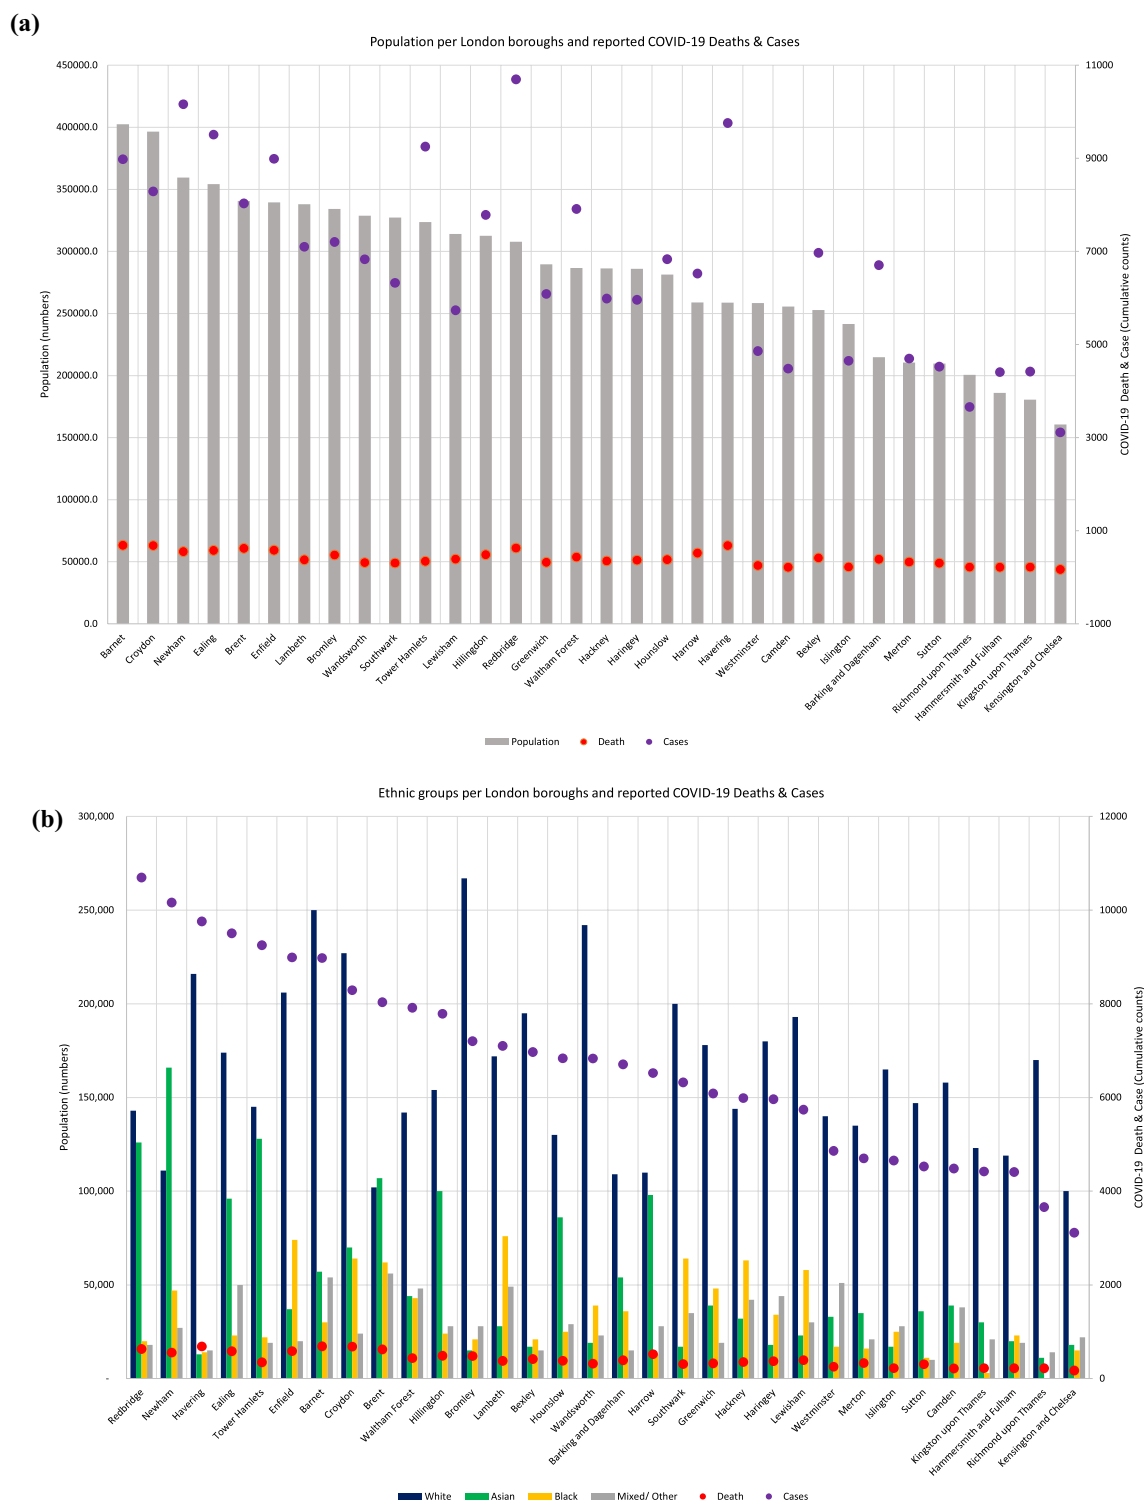 (a)
Population per London boroughs and reported COVID-19 Deaths & Cases
450000.0
400000.0
350000.0
300000.0
250000.0
200000.0
150000.0
100000.0
50000.0
0.0
Population (numbers)
11000
9000
7000
5000
3000
1000
-1000
COVID-19 Death & Case (Cumulative counts)
Barnet
Croydon
Newham
Ealing
Brent
Enfield
Lambeth
Bromley
Wandsworth
Southwark
Tower Hamlets
Lewisham
Hillingdon
Redbridge
Greenwich
Waltham Forest
Hackney
Haringey
Hounslow
Harrow
Havering
Westminster
Camden
Bexley
Islington
Barking and Dagenham
Merton
Sutton
Richmond upon Thames
Hammersmith and Fulham
Kingston upon Thames
Kensington and Chelsea
Population Death Cases
(b)
Ethnic groups per London boroughs and reported COVID-19 Deaths & Cases
300,000
250,000
200,000
150,000
100,000
50,000
-
Population (numbers)
12000
10000
8000
6000
4000
2000
0
COVID-19 Death & Case (Cumulative counts)
Redbridge
Newham
Havering
Ealing
Tower Hamlets
Enfield
Barnet
Croydon
Brent
Waltham Forest
Hillingdon
Bromley
Lambeth
Bexley
Hounslow
Wandsworth
Barking and Dagenham
Harrow
Southwark
Greenwich
Hackney
Haringey
Lewisham
Westminster
Merton
Islington
Sutton
Camden
Kingston upon Thames
Hammersmith and Fulham
Richmond upon Thames
Kensington and Chelsea
White Asian Black Mixed/ Other Death Cases